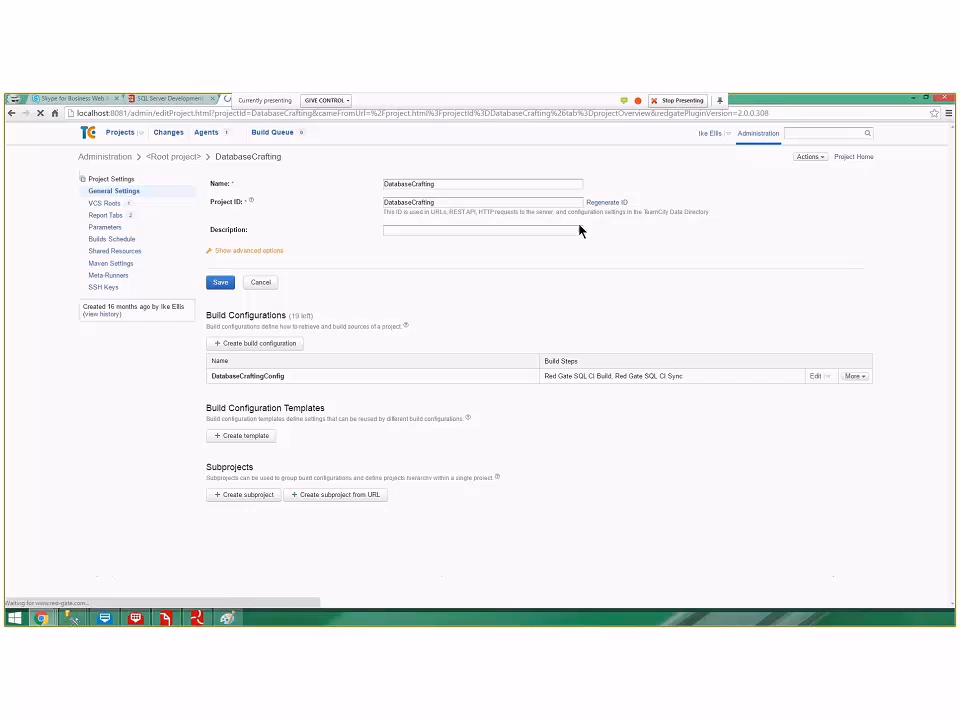 Skype for Business Web
SQL Server Development
Currently presenting
GIVE CONTROL
Stop Presenting
localhost:8081/admin/editProject.html?projectId=DatabaseCrafting&cameFromUrl=%2Fproject.html%3FprojectId%3DDatabaseCrafting%26tab%3DprojectOverview&redgatePluginVersion=2.0.0.308
TC Projects Changes Agents 1 Build Queue 0 Ike Ellis Administration
Administration > <Root project> > DatabaseCrafting Actions Project Home
Project Settings
General Settings
VCS Roots 1
Report Tabs 2
Parameters
Builds Schedule
Shared Resources
Maven Settings
Meta-Runners
SSH Keys
Created 16 months ago by Ike Ellis
(view history)
Name: * DatabaseCrafting
Project ID: * DatabaseCrafting Regenerate ID
This ID is used in URLs, REST API, HTTP requests to the server, and configuration settings in the TeamCity Data Directory
Description:
Show advanced options
Save Cancel
Build Configurations (19 left)
Build configurations define how to retrieve and build sources of a project.
+ Create build configuration
Name Build Steps
DatabaseCraftingConfig Red Gate SQL CI Build, Red Gate SQL CI Sync Edit More
Build Configuration Templates
Build configuration templates define settings that can be reused by different build configurations.
+ Create template
Subprojects
Subprojects can be used to group build configurations and define projects hierarchy within a single project.
+ Create subproject + Create subproject from URL
Waiting for www.red-gate.com...